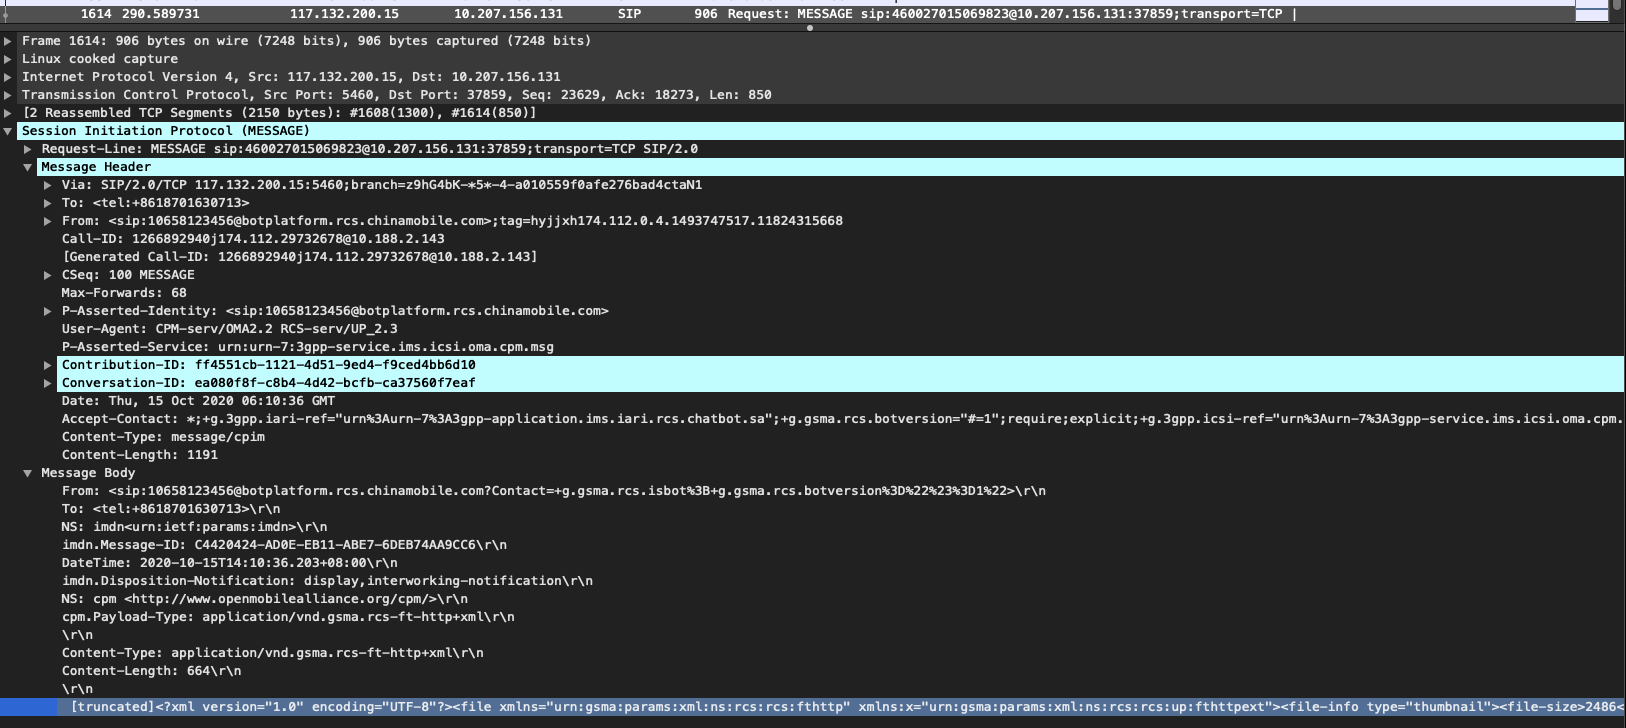 1614 290.589731 117.132.200.15 10.207.156.131 SIP 906 Request: MESSAGE sip:460027015069823@10.207.156.131:37859;transport=TCP |
Frame 1614: 906 bytes on wire (7248 bits), 906 bytes captured (7248 bits)
Linux cooked capture
Internet Protocol Version 4, Src: 117.132.200.15, Dst: 10.207.156.131
Transmission Control Protocol, Src Port: 5460, Dst Port: 37859, Seq: 23629, Ack: 18273, Len: 850
[2 Reassembled TCP Segments (2150 bytes): #1608(1300), #1614(850)]
Session Initiation Protocol (MESSAGE)
Request-Line: MESSAGE sip:460027015069823@10.207.156.131:37859;transport=TCP SIP/2.0
Message Header
Via: SIP/2.0/TCP 117.132.200.15:5460;branch=z9hG4bK-*5*-4-a010559f0afe276bad4ctaN1
To: <tel:+8618701630713>
From: <sip:10658123456@botplatform.rcs.chinamobile.com>;tag=hyjjxh174.112.0.4.1493747517.11824315668
Call-ID: 1266892940j174.112.29732678@10.188.2.143
[Generated Call-ID: 1266892940j174.112.29732678@10.188.2.143]
CSeq: 100 MESSAGE
Max-Forwards: 68
P-Asserted-Identity: <sip:10658123456@botplatform.rcs.chinamobile.com>
User-Agent: CPM-serv/OMA2.2 RCS-serv/UP_2.3
P-Asserted-Service: urn:urn-7:3gpp-service.ims.icsi.oma.cpm.msg
Contribution-ID: ff4551cb-1121-4d51-9ed4-f9ced4bb6d10
Conversation-ID: ea080f8f-c8b4-4d42-bcfb-ca37560f7eaf
Date: Thu, 15 Oct 2020 06:10:36 GMT
Accept-Contact: *;+g.3gpp.iari-ref="urn%3Aurn-7%3A3gpp-application.ims.iari.rcs.chatbot.sa";+g.gsma.rcs.botversion="#=1";require;explicit;+g.3gpp.icsi-ref="urn%3Aurn-7%3A3gpp-service.ims.icsi.oma.cpm.
Content-Type: message/cpim
Content-Length: 1191
Message Body
From: <sip:10658123456@botplatform.rcs.chinamobile.com?Contact=+g.gsma.rcs.isbot%3B+g.gsma.rcs.botversion%3D%22%23%3D1%22>\r\n
To: <tel:+8618701630713>\r\n
NS: imdn<urn:ietf:params:imdn>\r\n
imdn.Message-ID: C4420424-AD0E-EB11-ABE7-6DEB74AA9CC6\r\n
DateTime: 2020-10-15T14:10:36.203+08:00\r\n
imdn.Disposition-Notification: display,interworking-notification\r\n
NS: cpm <http://www.openmobilealliance.org/cpm/>\r\n
cpm.Payload-Type: application/vnd.gsma.rcs-ft-http+xml\r\n
\r\n
Content-Type: application/vnd.gsma.rcs-ft-http+xml\r\n
Content-Length: 664\r\n
\r\n
[truncated]<?xml version="1.0" encoding="UTF-8"?><file xmlns="urn:gsma:params:xml:ns:rcs:rcs:fthttp" xmlns:x="urn:gsma:params:xml:ns:rcs:rcs:up:fthttpext"><file-info type="thumbnail"><file-size>2486<